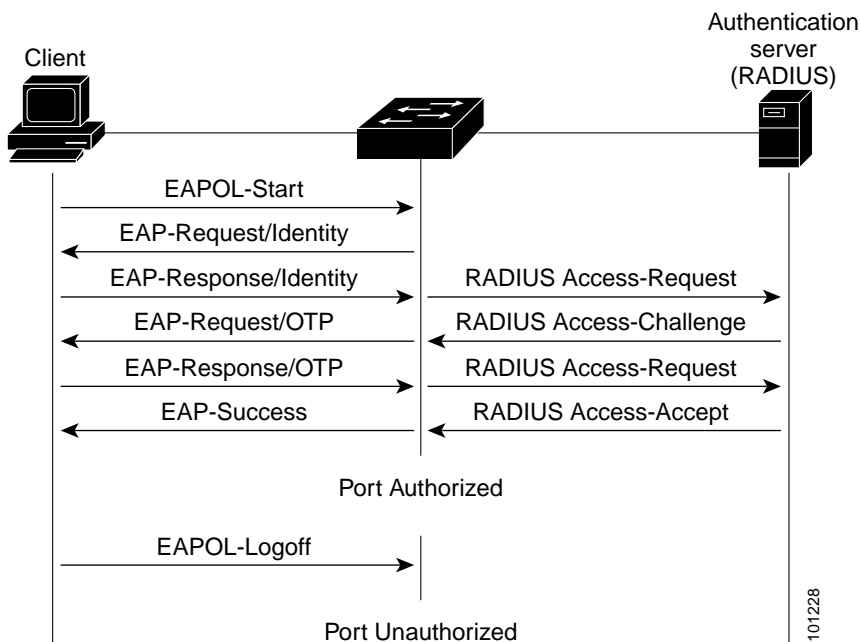 Authentication
server
(RADIUS)
Client
EAPOL-Start
EAP-Request/Identity
EAP-Response/Identity
RADIUS Access-Request
EAP-Request/OTP
RADIUS Access-Challenge
EAP-Response/OTP
RADIUS Access-Request
EAP-Success
RADIUS Access-Accept
Port Authorized
EAPOL-Logoff
Port Unauthorized
101228